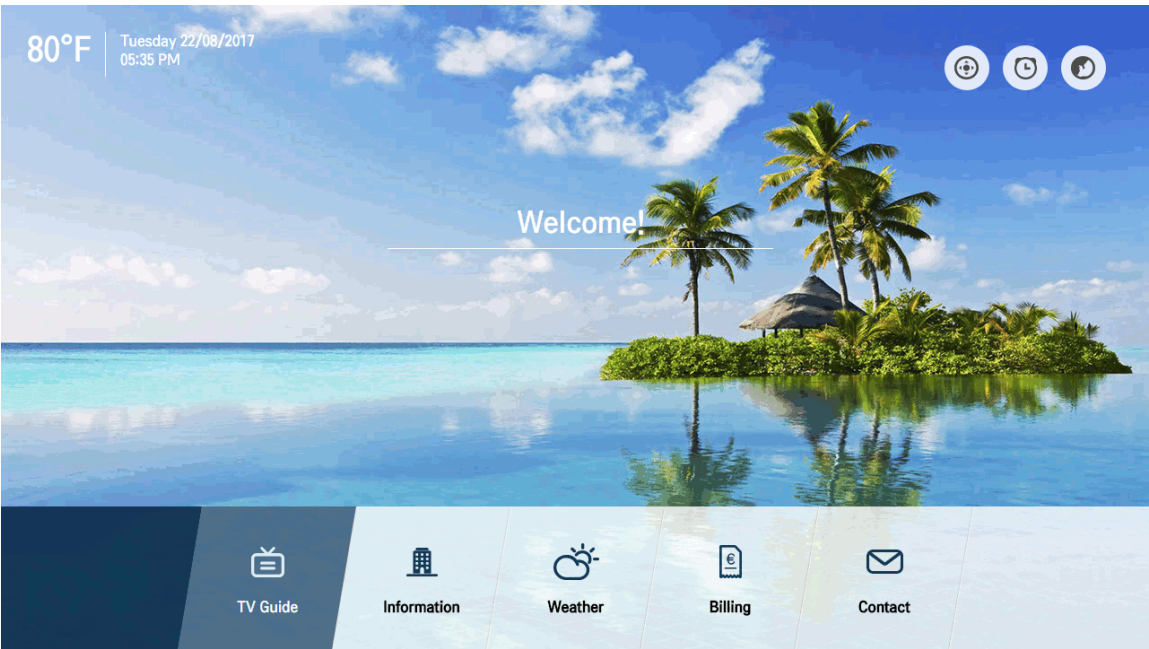 80°F
Tuesday 22/08/2017
05:35 PM
Welcome!
€
TV Guide
Information
Weather
Billing
Contact